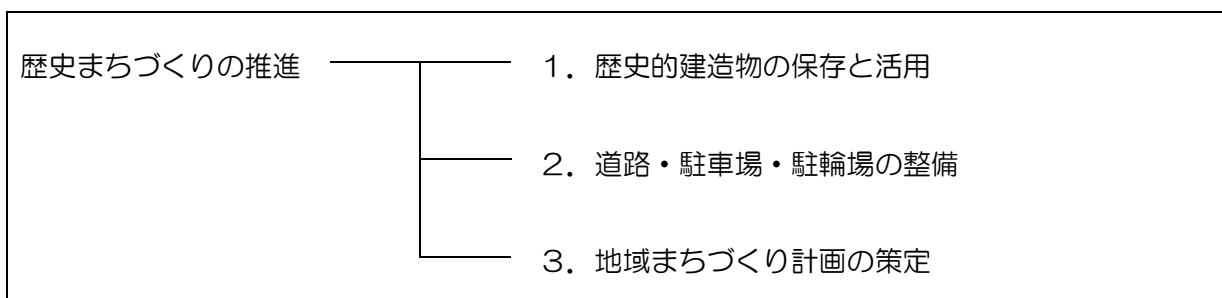 歴史まちづくりの推進
1．歴史的建造物の保存と活用
2．道路・駐車場・駐輪場の整備
3．地域まちづくり計画の策定